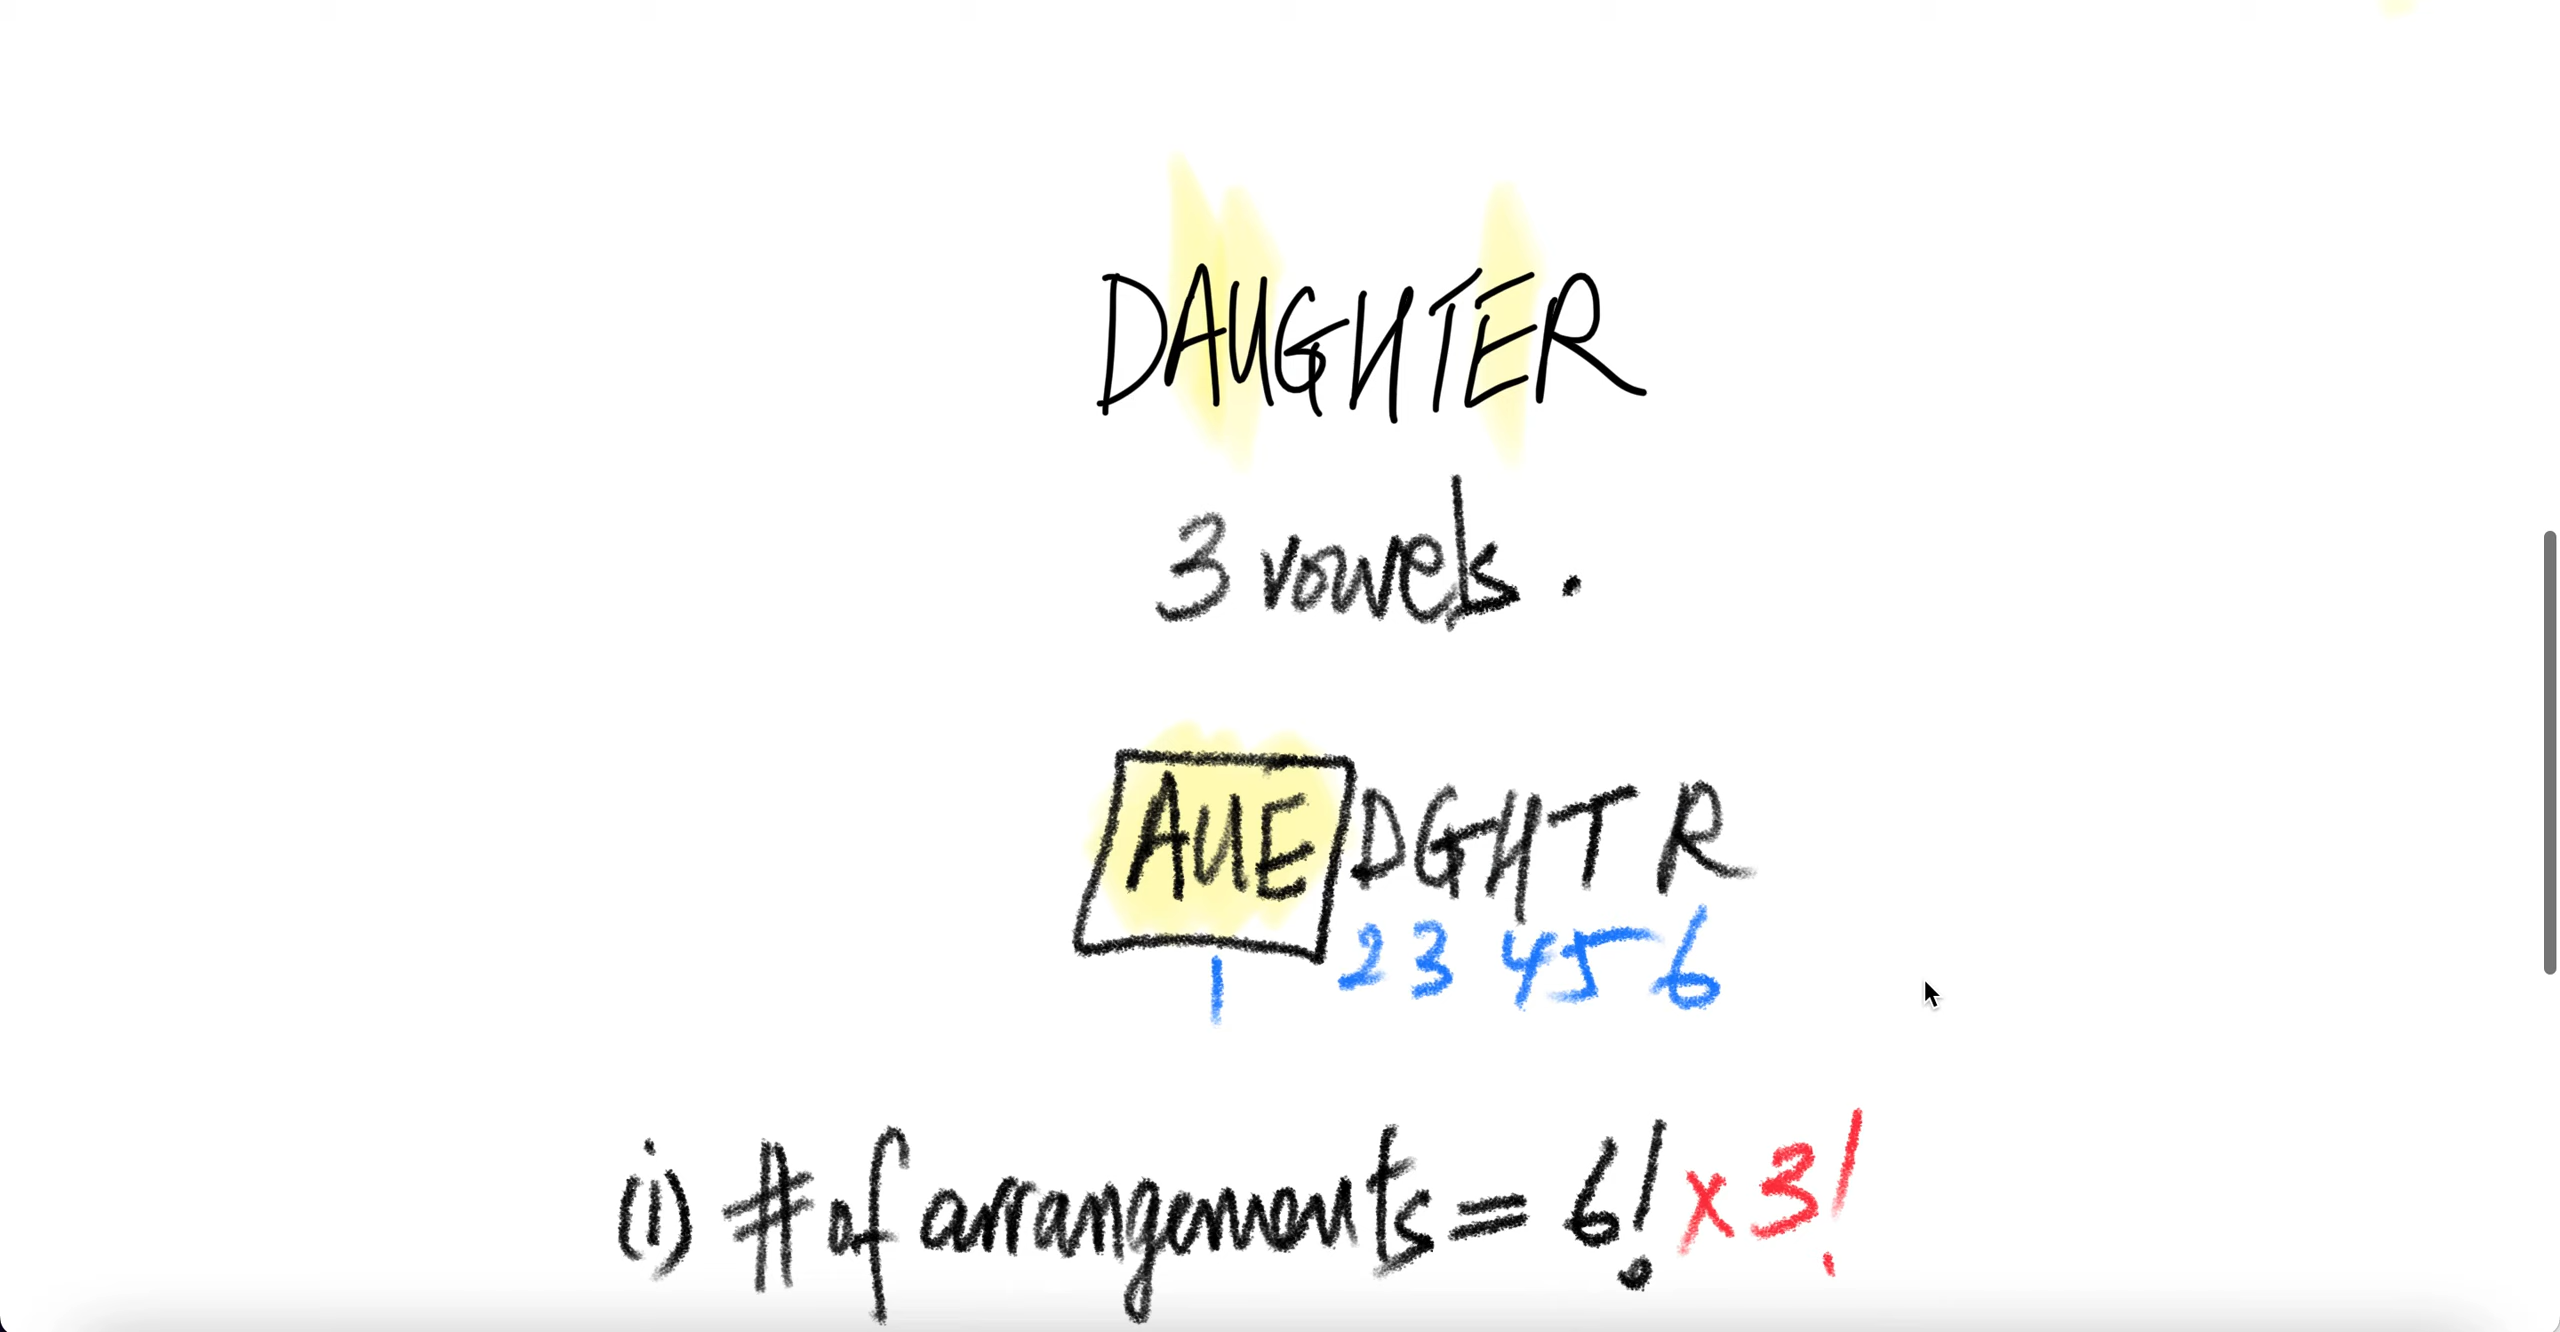 DAUGHTER
3 vowels.
AUE DGHTR
1 2 3 4 5 6
(i) # of arrangements = 6! x 3!